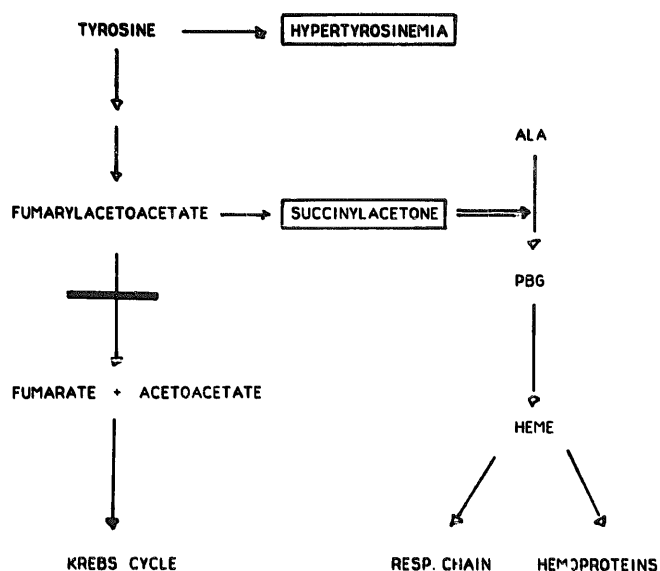 TYROSINE
HYPERTYROSINEMIA
ALA
FUMARYLACETOACETATE
SUCCINYLACETONE
PBG
FUMARATE + ACETOACETATE
HEME
KREBS CYCLE
RESP. CHAIN
HEMOPROTEINS